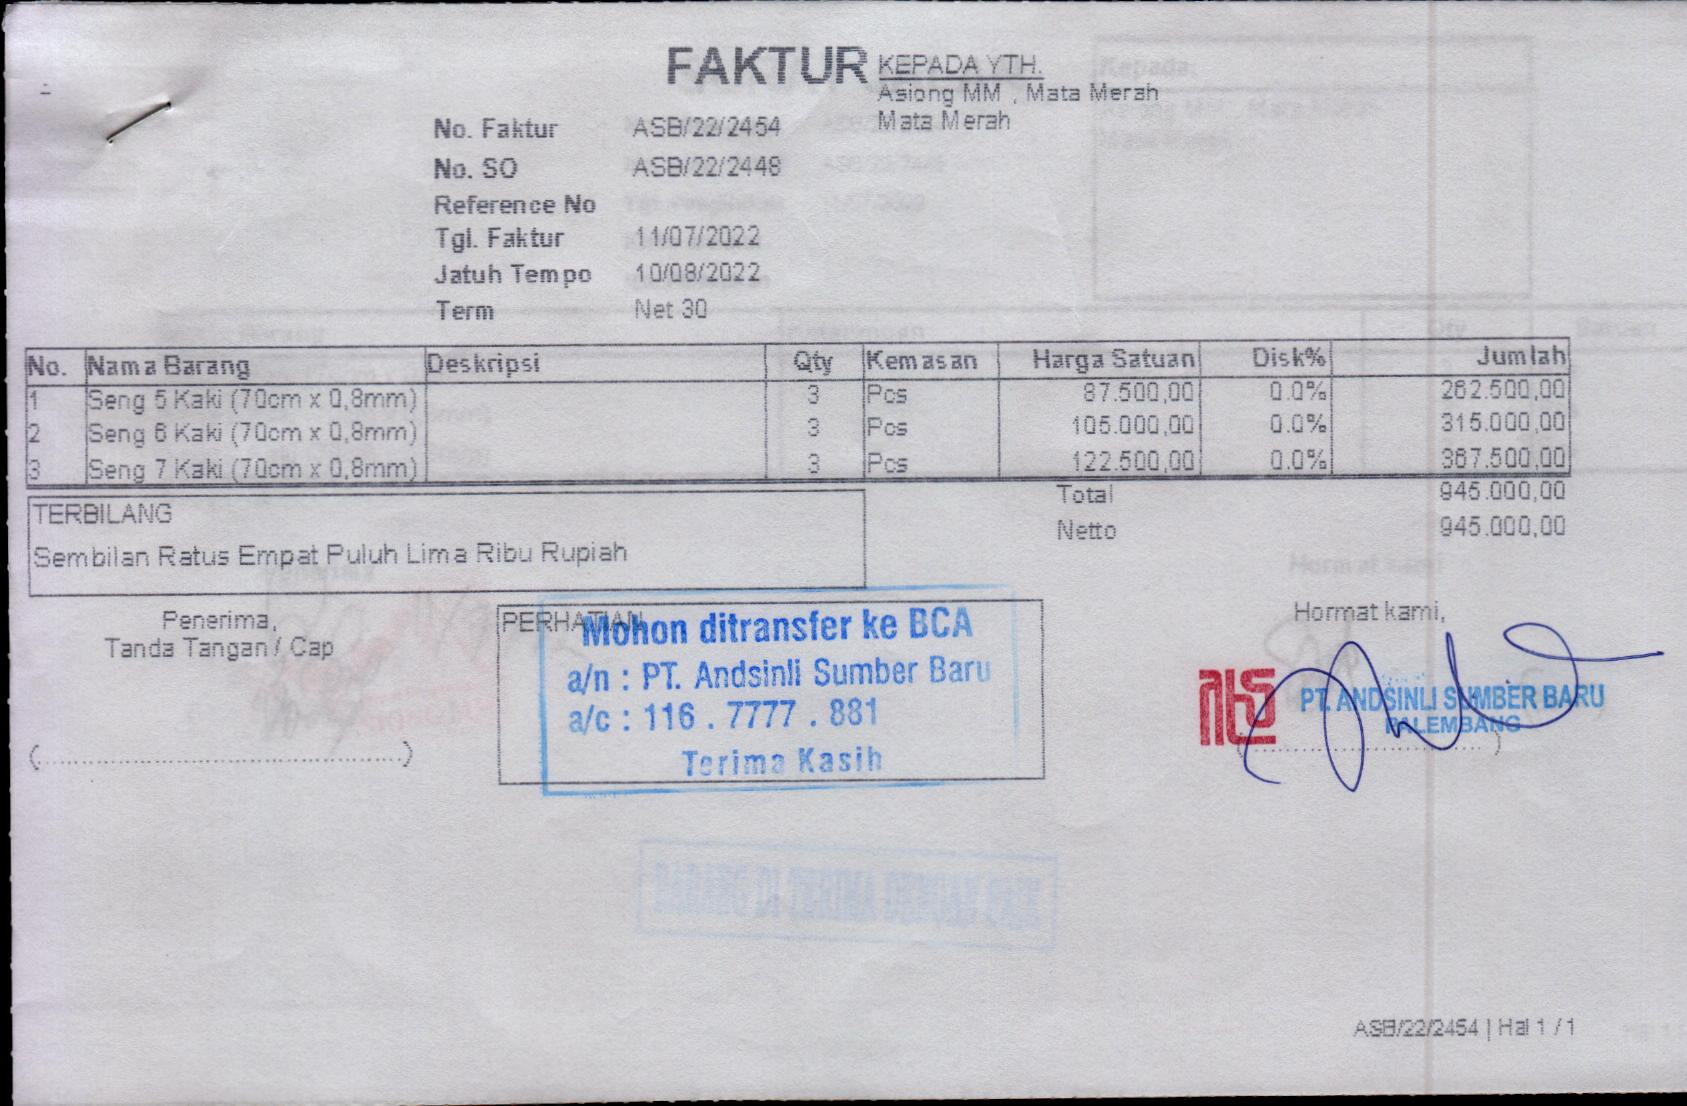 FAKTUR
KEPADA YTH.
Asiong MM , Mata Merah
Mata Merah
No. Faktur ASB/22/2454
No. SO ASB/22/2448
Reference No
Tgl. Faktur 11/07/2022
Jatuh Tempo 10/08/2022
Term Net 30
No. Nama Barang Deskripsi Qty Kemasan Harga Satuan Disk% Jumlah
1 Seng 5 Kaki (70cm x 0,8mm) 3 Pcs 87.500,00 0.0% 262.500,00
2 Seng 6 Kaki (70cm x 0,8mm) 3 Pcs 105.000,00 0.0% 315.000,00
3 Seng 7 Kaki (70cm x 0,8mm) 3 Pcs 122.500,00 0.0% 367.500,00
Total 945.000,00
Netto 945.000,00
TERBILANG
Sembilan Ratus Empat Puluh Lima Ribu Rupiah
Penerima,
Tanda Tangan / Cap
(........................................)
PERHATIAN
Mohon ditransfer ke BCA
a/n : PT. Andsinli Sumber Baru
a/c : 116 . 7777 . 881
Terima Kasih
Hormat kami,
PT. ANDSINLI SUMBER BARU
PALEMBANG
ASB/22/2454 | Hal 1 / 1